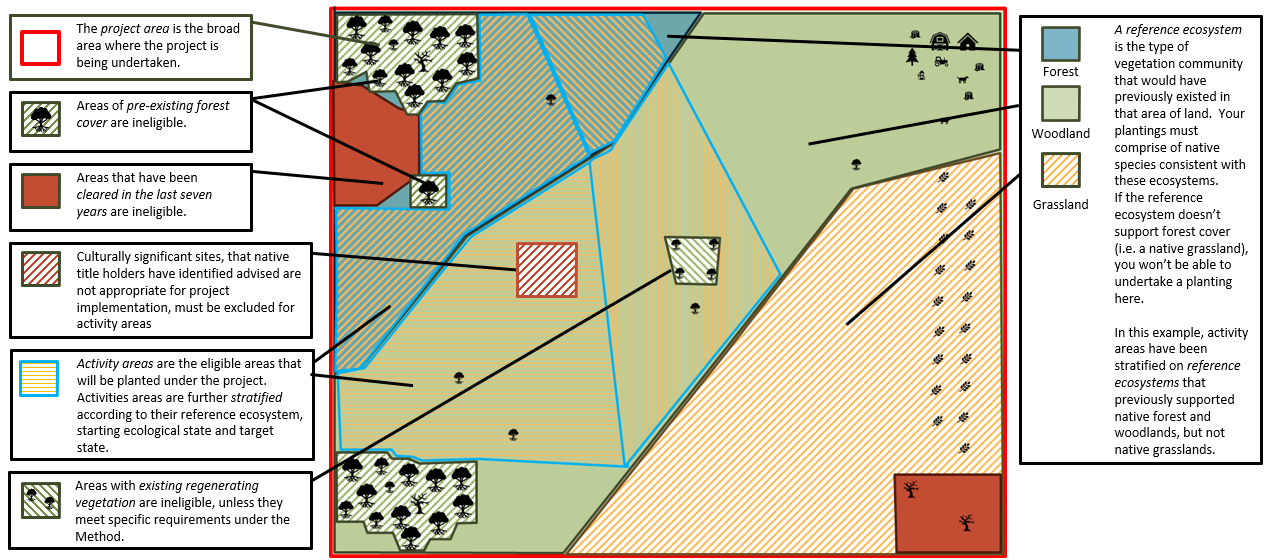 The project area is the broad
area where the project is
being undertaken.
Areas of pre-existing forest
cover are ineligible.
Areas that have been
cleared in the last seven
years are ineligible.
Culturally significant sites, that native
title holders have identified advised are
not appropriate for project
implementation, must be excluded for
activity areas
Activity areas are the eligible areas that
will be planted under the project.
Activities areas are further stratified
according to their reference ecosystem,
starting ecological state and target
state.
Areas with existing regenerating
vegetation are ineligible, unless they
meet specific requirements under the
Method.
Forest
Woodland
Grassland
A reference ecosystem
is the type of
vegetation community
that would have
previously existed in
that area of land.  Your
plantings must
comprise of native
species consistent with
these ecosystems.
If the reference
ecosystem doesn't
support forest cover
(i.e. a native grassland),
you won't be able to
undertake a planting
here.
In this example, activity
areas have been
stratified on reference
ecosystems that
previously supported
native forest and
woodlands, but not
native grasslands.